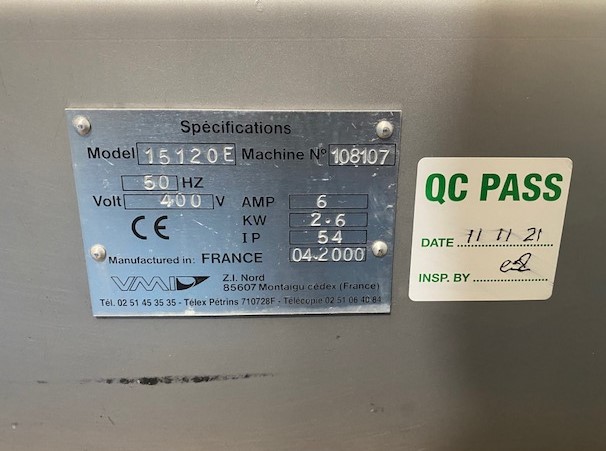 Spécifications
Model 15120E Machine N° 108107
50 HZ
Volt 400 V AMP 6
KW 2.6
CE IP 54
Manufactured in: FRANCE 04-2000
VMI Z.I. Nord
85607 Montaigu cédex (France)
Tél. 02 51 45 35 35 - Télex Pétrins 710728F - Télécopie 02 51 06 40 84
QC PASS
DATE 11 11 21
INSP. BY